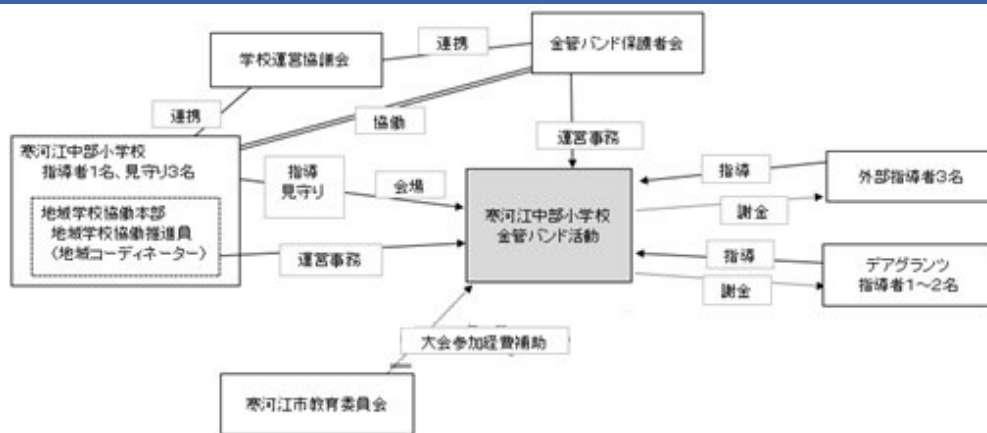 学校運営協議会
連携
金管バンド保護者会
連携
協働
運営事務
寒河江中部小学校
指導者1名、見守り3名
地域学校協働本部
地域学校協働推進員
〈地域コーディネーター〉
指導
見守り
会場
運営事務
寒河江中部小学校
金管バンド活動
指導
謝金
外部指導者3名
指導
謝金
デアグランツ
指導者1～2名
大会参加経費補助
寒河江市教育委員会